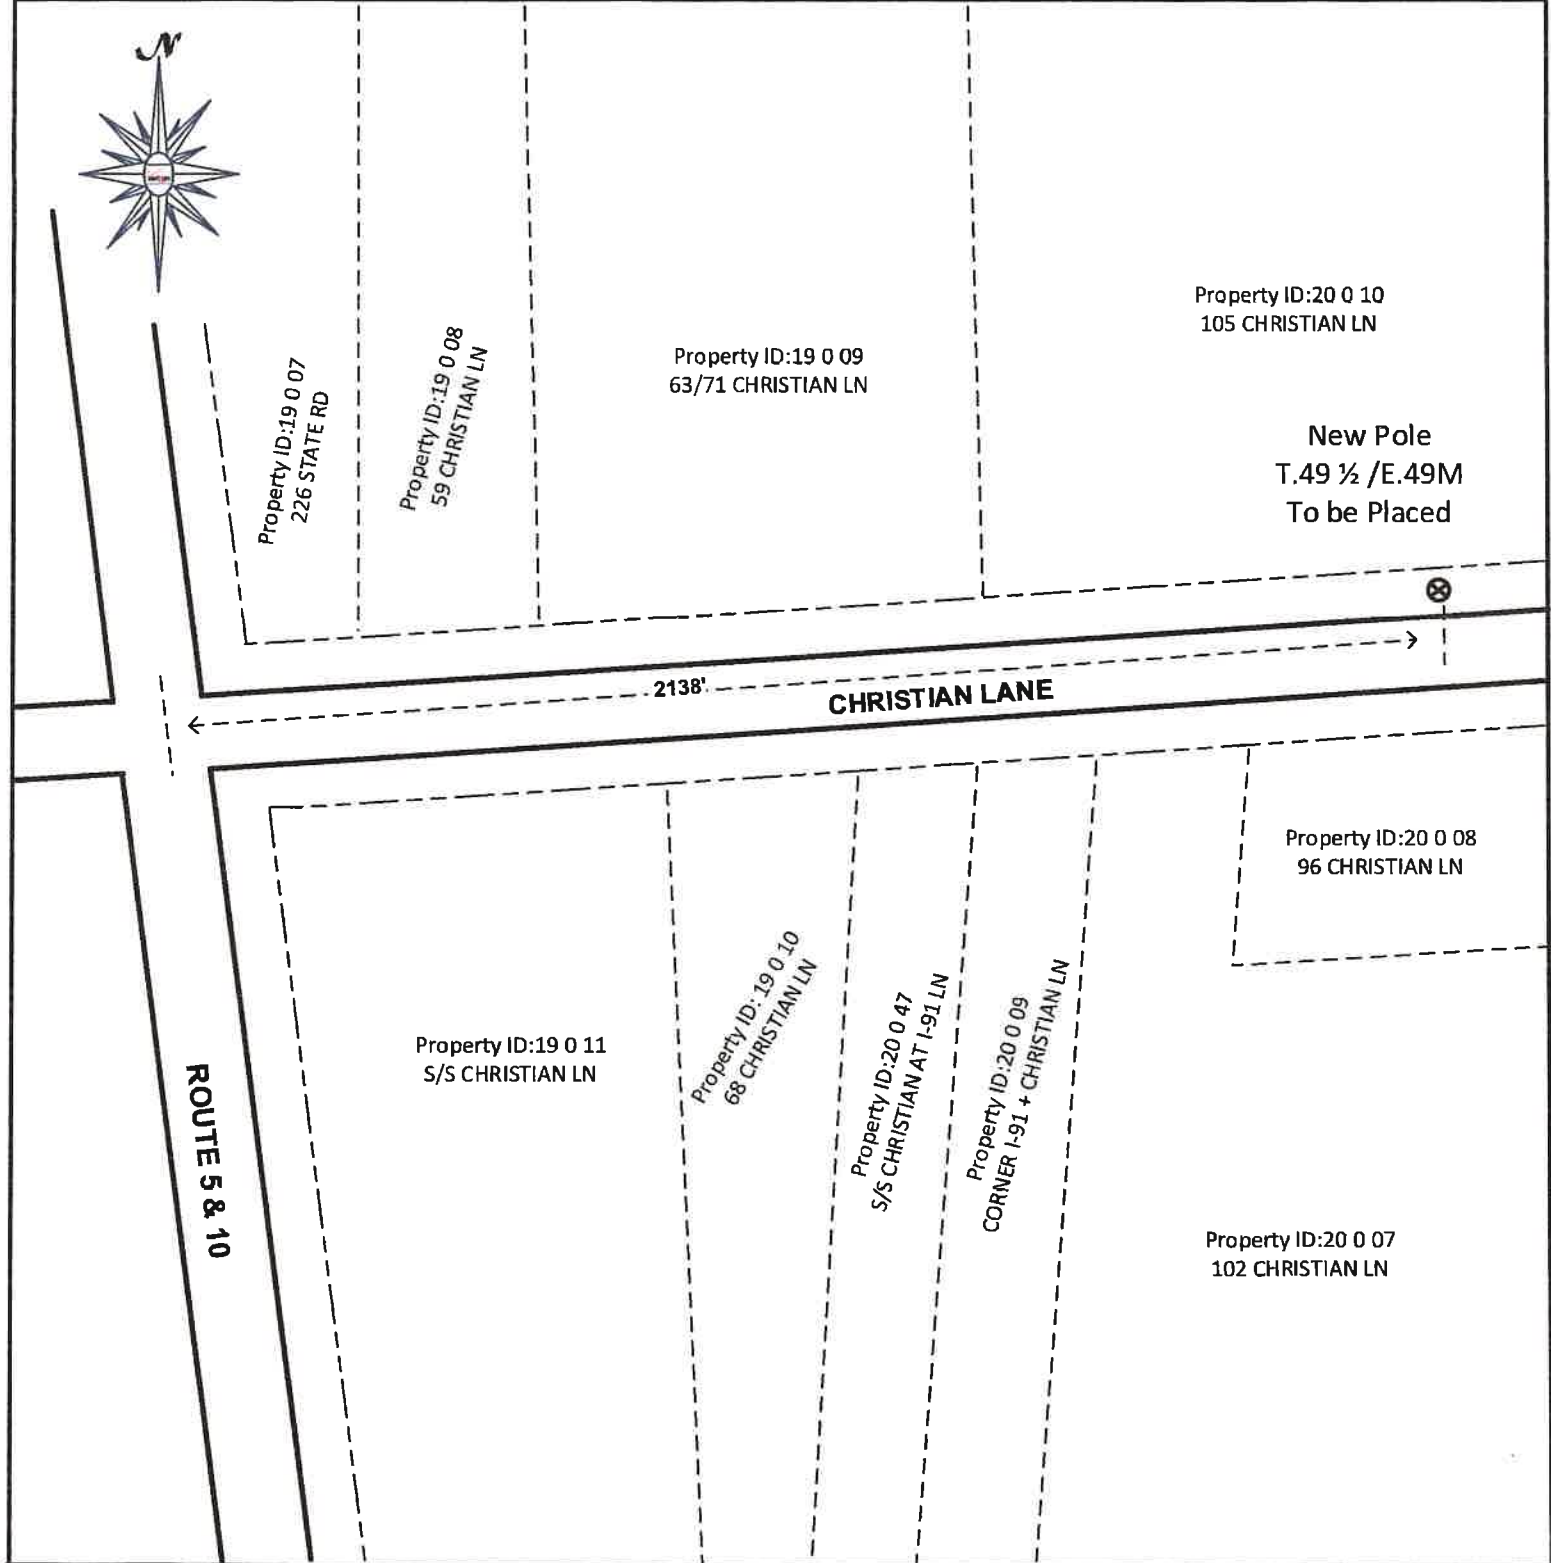 N
Property ID:20 0 10
105 CHRISTIAN LN
Property ID:19 0 09
63/71 CHRISTIAN LN
Property ID:19 0 08
59 CHRISTIAN LN
Property ID:19 0 07
226 STATE RD
New Pole
T.49 ½ /E.49M
To be Placed
2138'
CHRISTIAN LANE
Property ID:20 0 08
96 CHRISTIAN LN
Property ID: 19 0 10
68 CHRISTIAN LN
Property ID:20 0 47
S/S CHRISTIAN AT I-91 LN
Property ID:20 0 09
CORNER I-91 + CHRISTIAN LN
Property ID:19 0 11
S/S CHRISTIAN LN
ROUTE 5 & 10
Property ID:20 0 07
102 CHRISTIAN LN